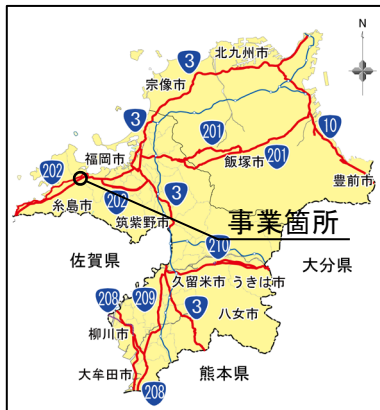 N
北九州市
3
宗像市
3
201
10
福岡市
202
飯塚市
201
豊前市
糸島市
202
3
筑紫野市
事業箇所
210
佐賀県
大分県
久留米市
うきは市
208
209
3
八女市
柳川市
大牟田市
熊本県
208